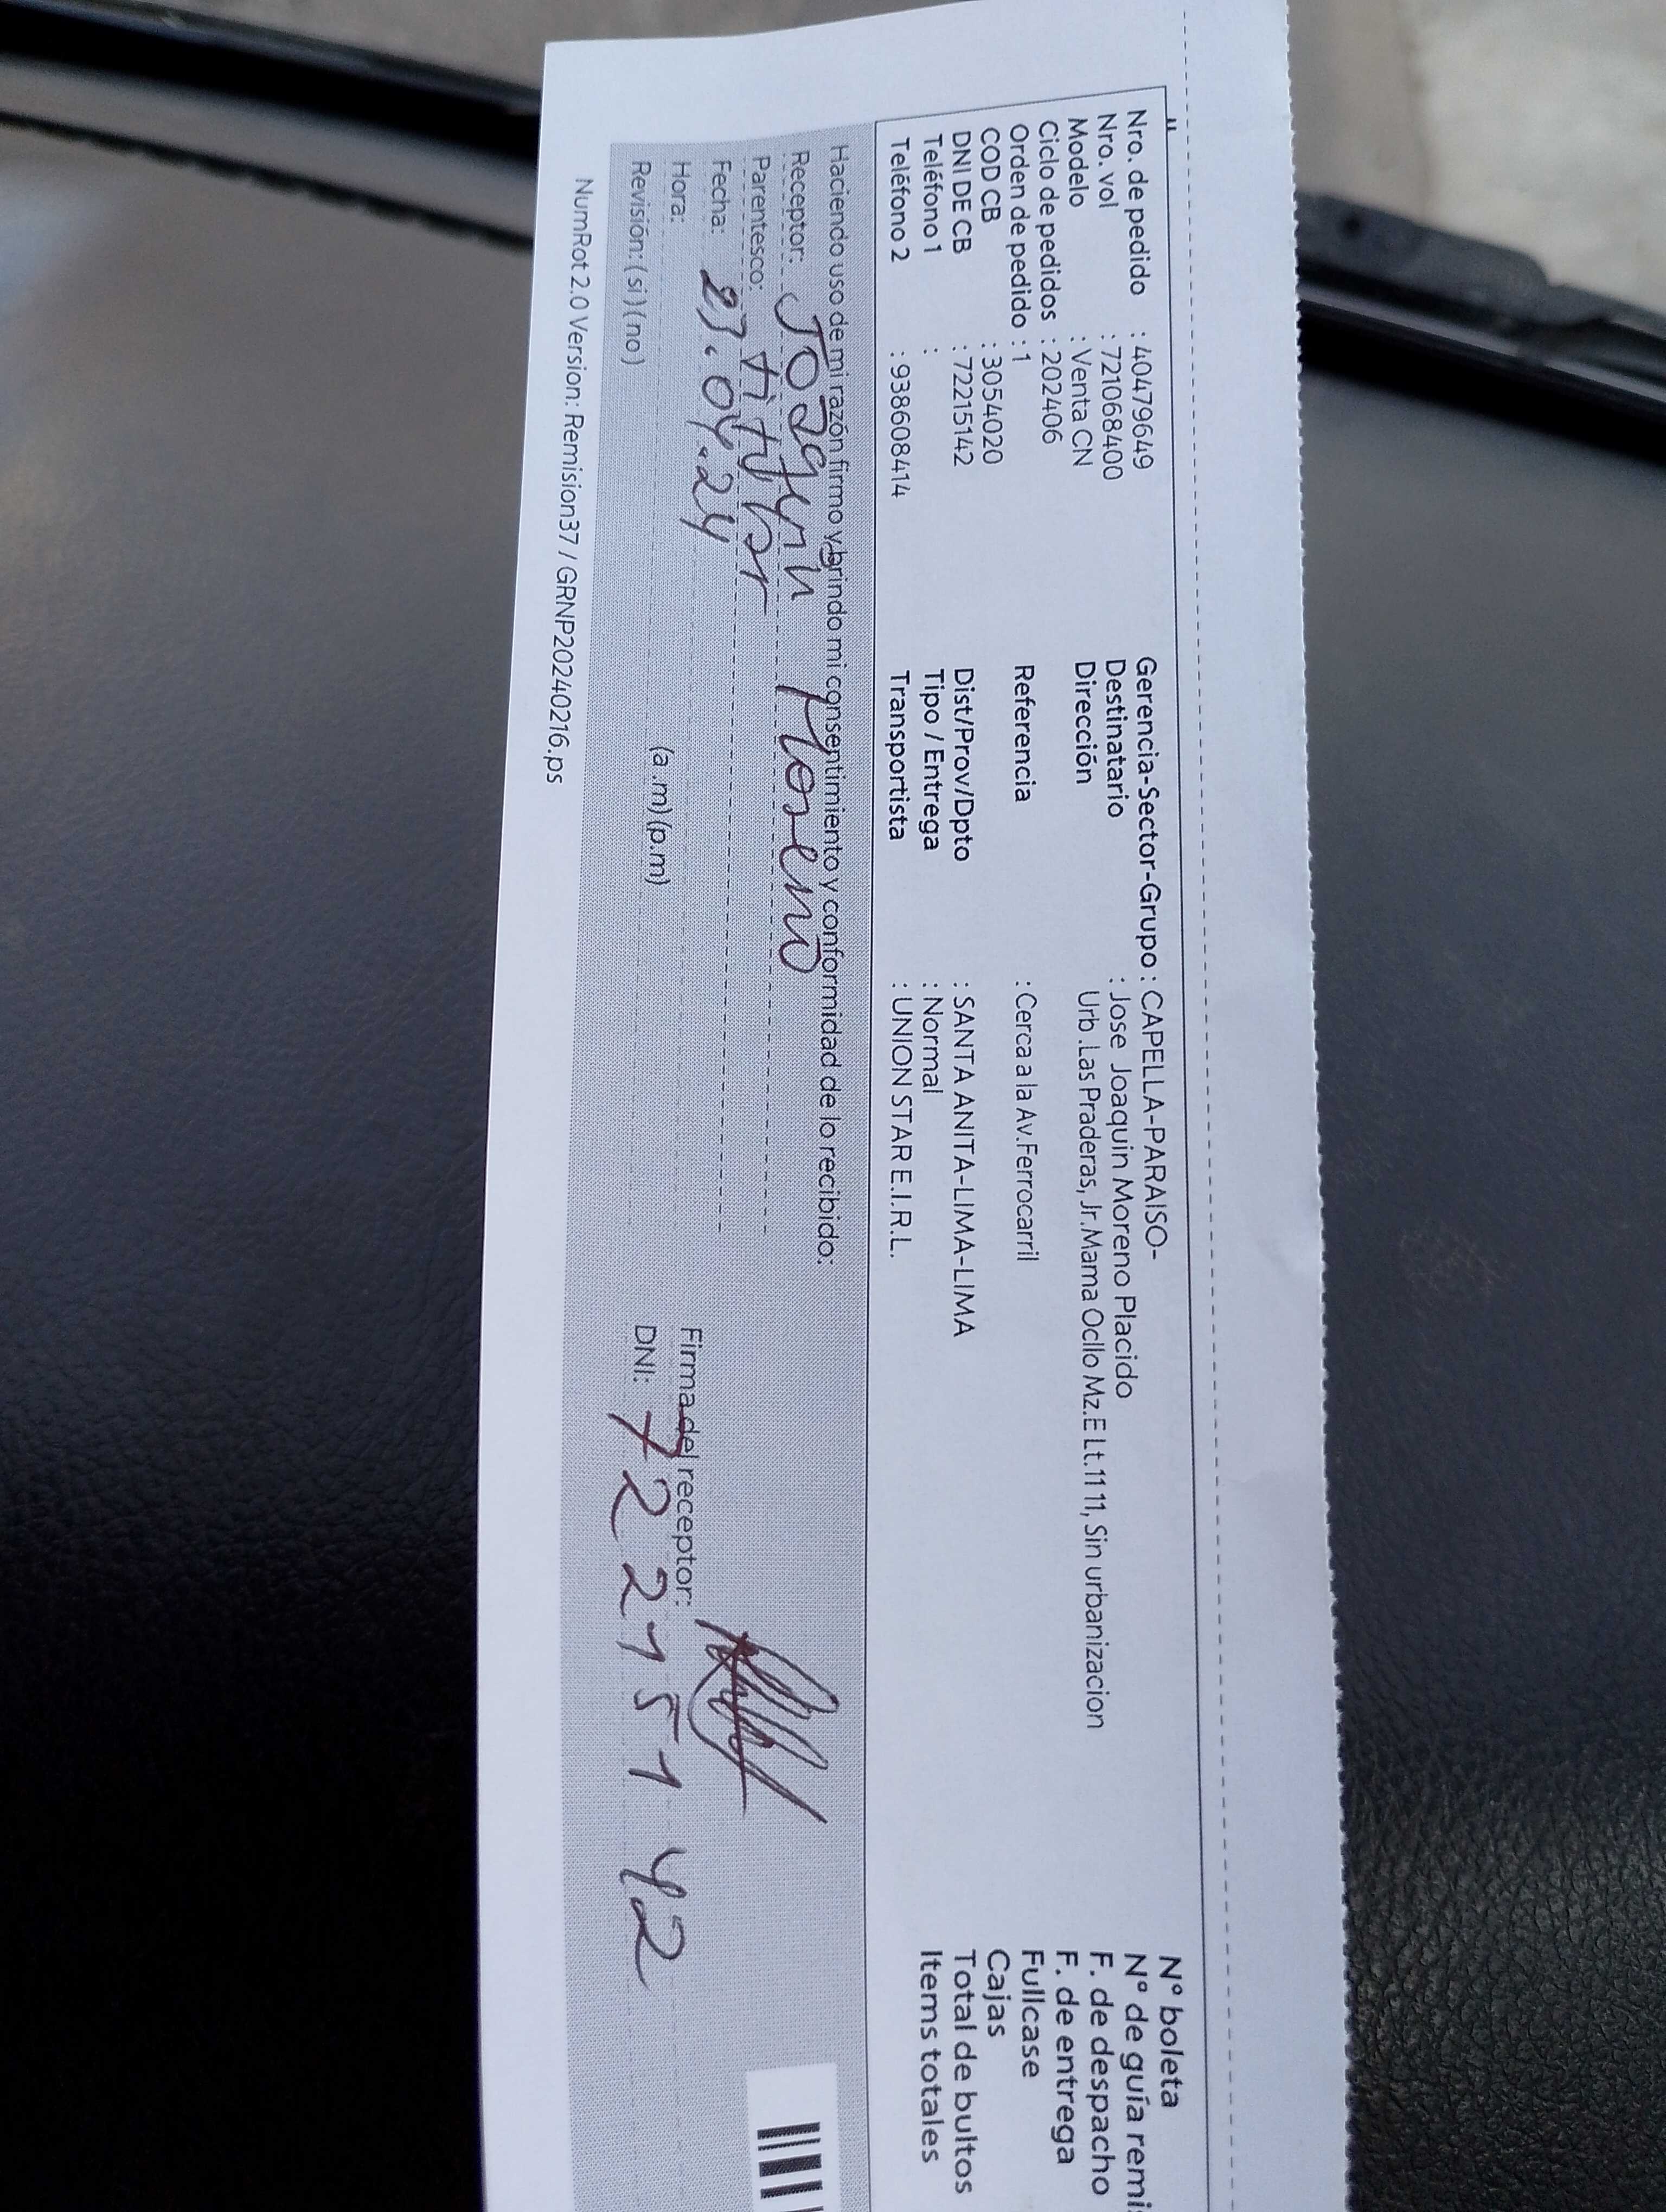 Nro. de pedido : 40479649
Nro. vol : 721068400
Modelo : Venta CN
Ciclo de pedidos : 202406
Orden de pedido : 1
COD CB : 3054020
DNI DE CB : 72215142
Teléfono 1 :
Teléfono 2 : 938608414
Gerencia-Sector-Grupo : CAPELLA-PARAISO-
Destinatario : Jose Joaquin Moreno Placido
Dirección Urb .Las Praderas, Jr.Mama Ocllo Mz.E Lt.11 11, Sin urbanizacion
Referencia : Cerca a la Av.Ferrocarril
Dist/Prov/Dpto : SANTA ANITA-LIMA-LIMA
Tipo / Entrega : Normal
Transportista : UNION STAR E.I.R.L.
N° boleta
N° de guía remi
F. de despacho
F. de entrega
Fullcase
Cajas
Total de bultos
Items totales
Haciendo uso de mi razón firmo y brindo mi consentimiento y conformidad de lo recibido:
Receptor: Joaquin Moreno
Parentesco: titular
Fecha: 27.04.24
Hora: (a.m) (p.m)
Revisión: ( si ) ( no )
Firma del receptor:
DNI: 72215142
NumRot 2.0 Version: Remision37 / GRNP20240216.ps